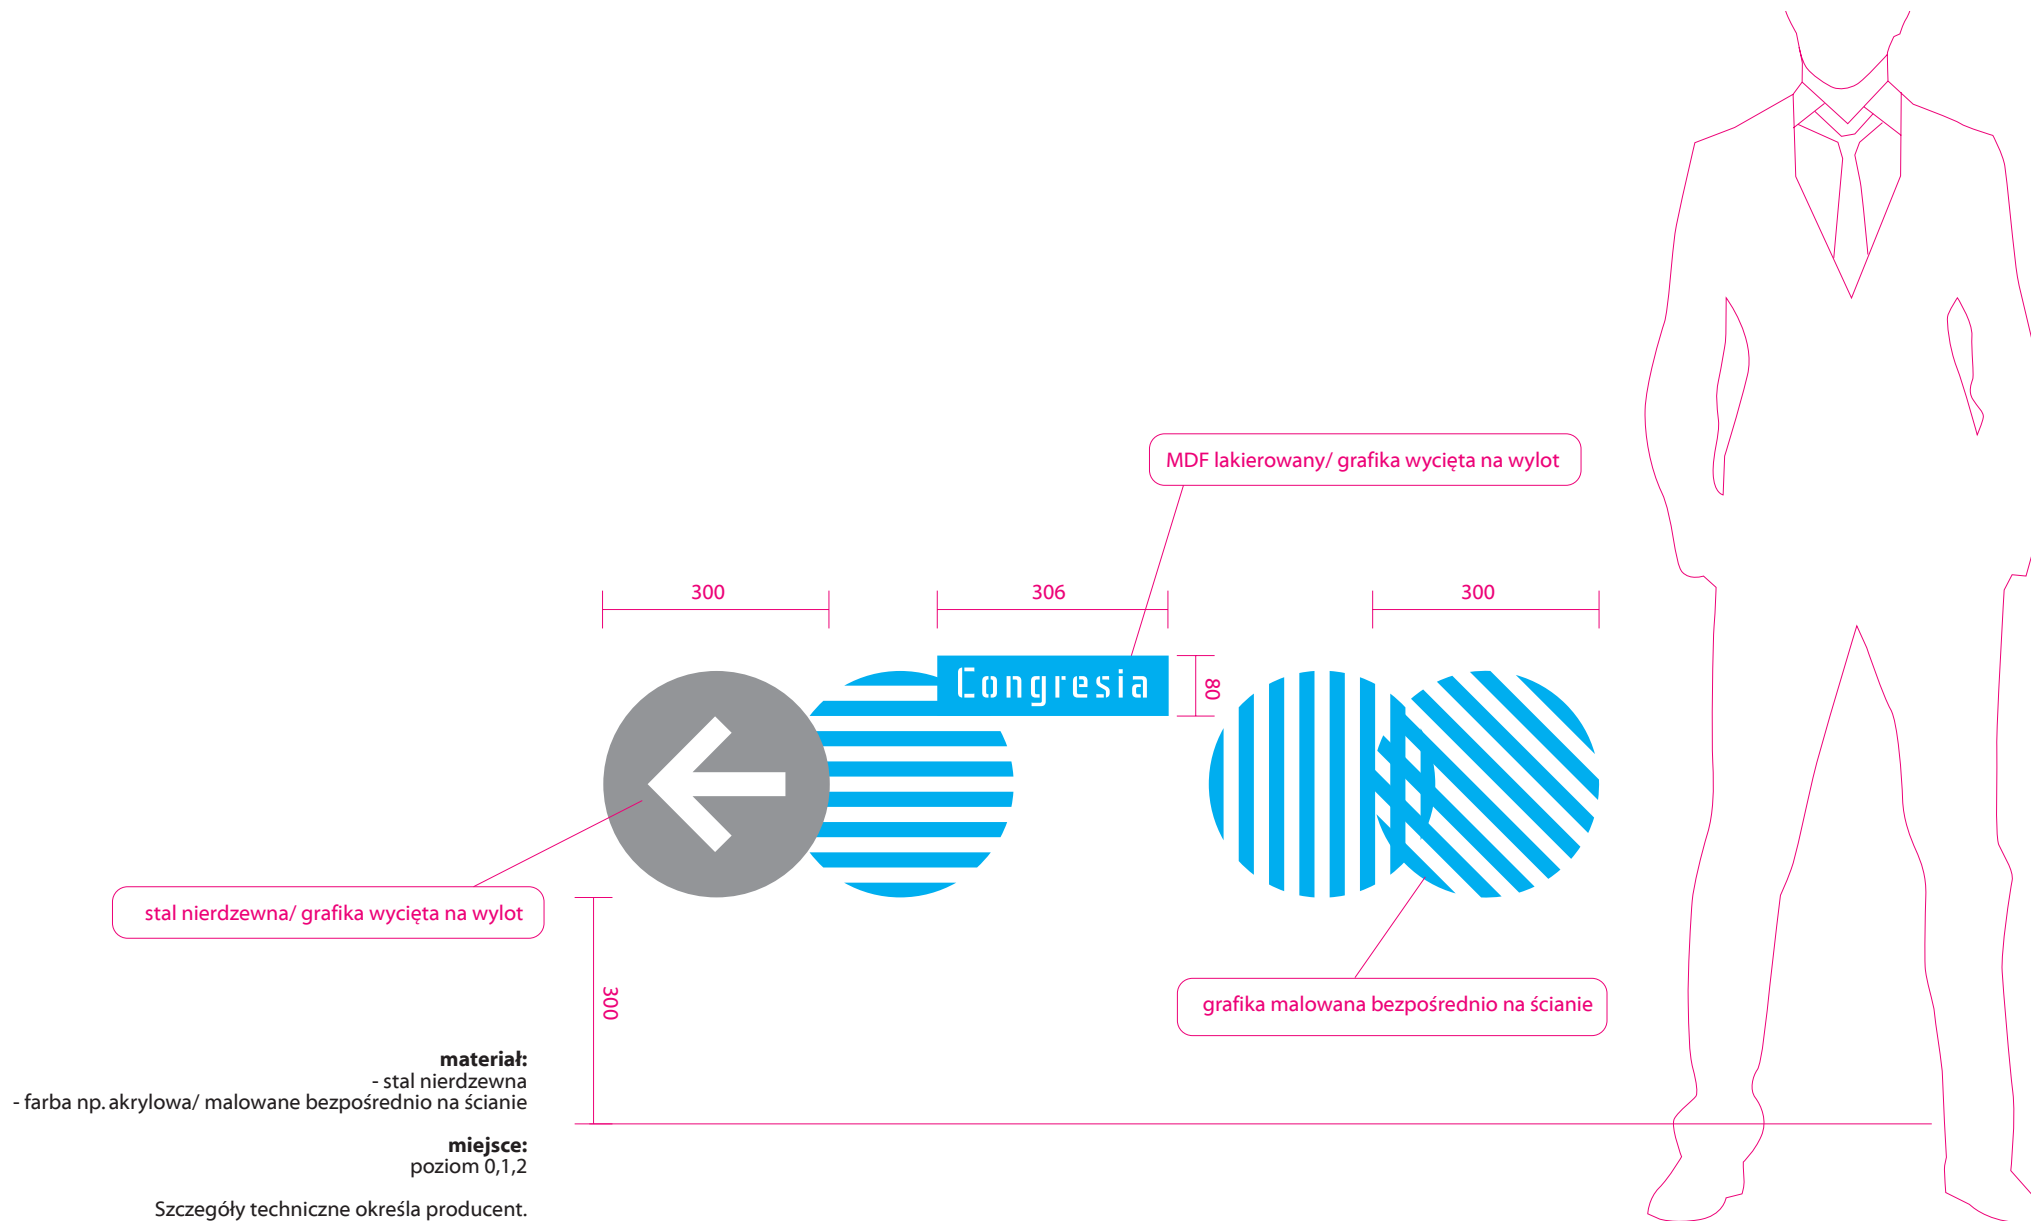 MDF lakierowany/ grafika wycięta na wylot
300
306
300
Congresia
80
stal nierdzewna/ grafika wycięta na wylot
300
grafika malowana bezpośrednio na ścianie
materiał:
- stal nierdzewna
- farba np. akrylowa/ malowane bezpośrednio na ścianie
miejsce:
poziom 0,1,2
Szczegóły techniczne określa producent.